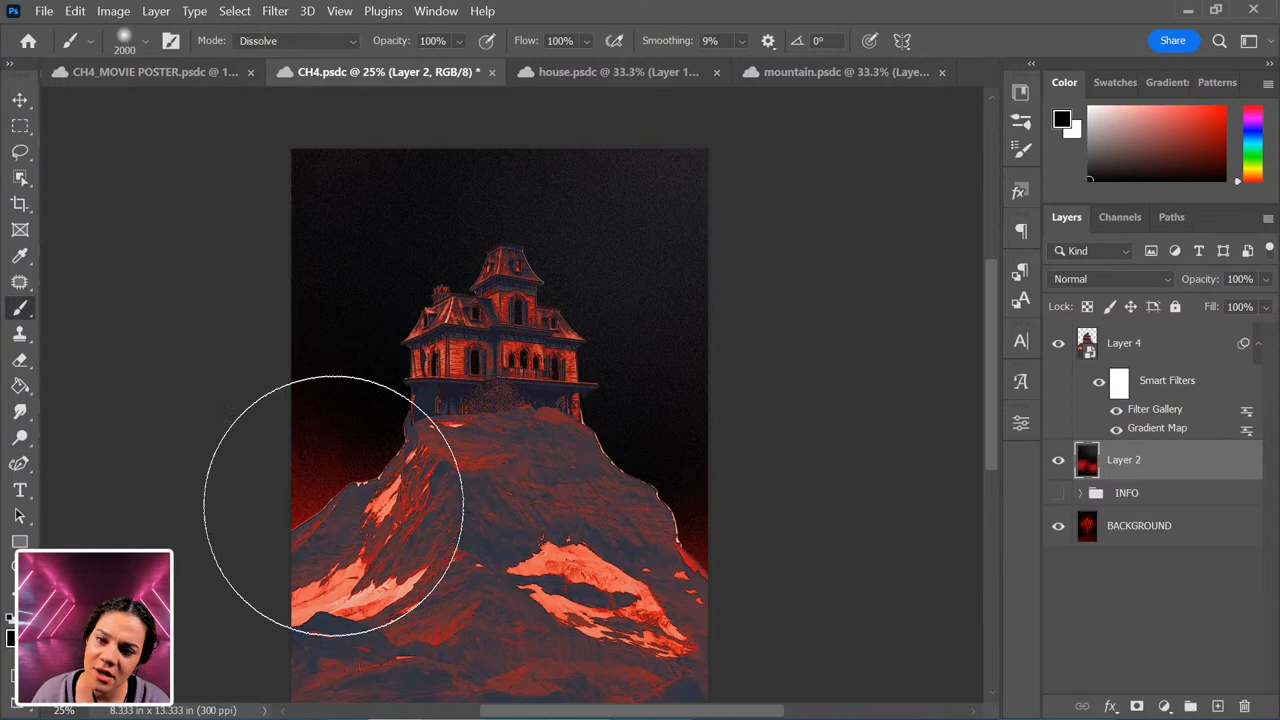 Ps File Edit Image Layer Type Select Filter 3D View Plugins Window Help
2000 Mode: Dissolve Opacity: 100% Flow: 100% Smoothing: 9% 0° Share
CH4_MOVIE POSTER.psdc @ 1... × CH4.psdc @ 25% (Layer 2, RGB/8) * × house.psdc @ 33.3% (Layer 1... × mountain.psdc @ 33.3% (Laye... ×
Color Swatches Gradient: Patterns
Layers Channels Paths
Kind
Normal Opacity: 100%
Lock: Fill: 100%
Layer 4
Smart Filters
Filter Gallery
Gradient Map
Layer 2
INFO
BACKGROUND
25% 8.333 in x 13.333 in (300 ppi)